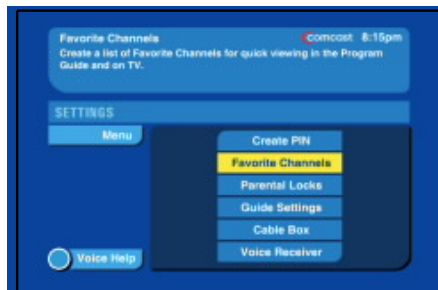 Favorite Channels comcast 8:15pm
Create a list of Favorite Channels for quick viewing in the Program
Guide and on TV.
SETTINGS
Menu
Create PIN
Favorite Channels
Parental Locks
Guide Settings
Cable Box
Voice Receiver
Voice Help